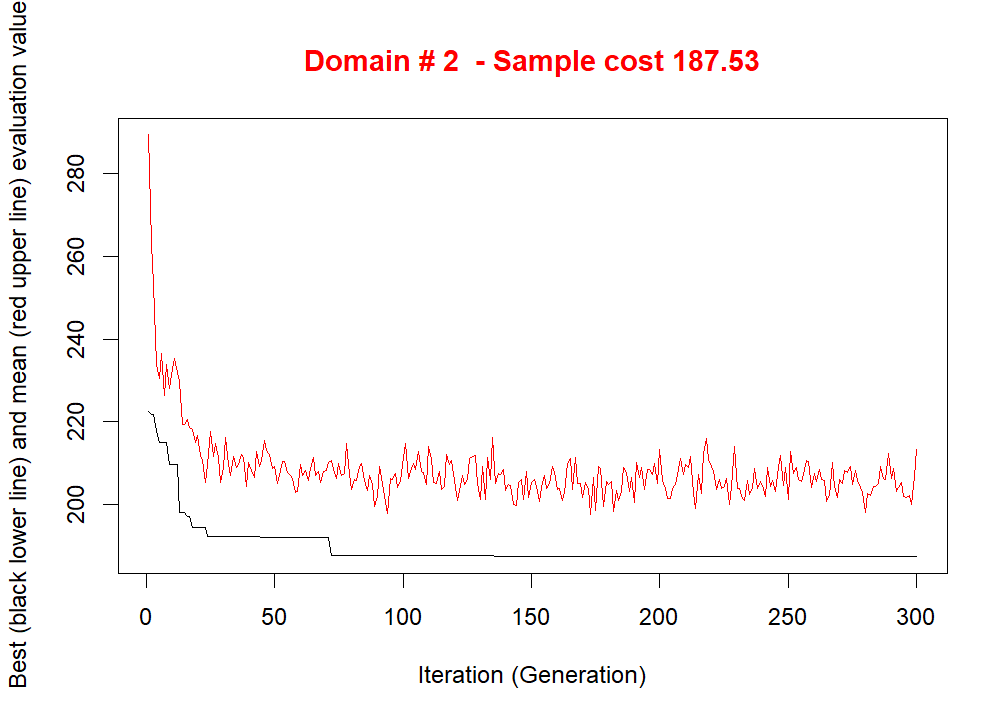 Domain # 2  - Sample cost 187.53
Best (black lower line) and mean (red upper line) evaluation value
280
260
240
220
200
0 50 100 150 200 250 300
Iteration (Generation)